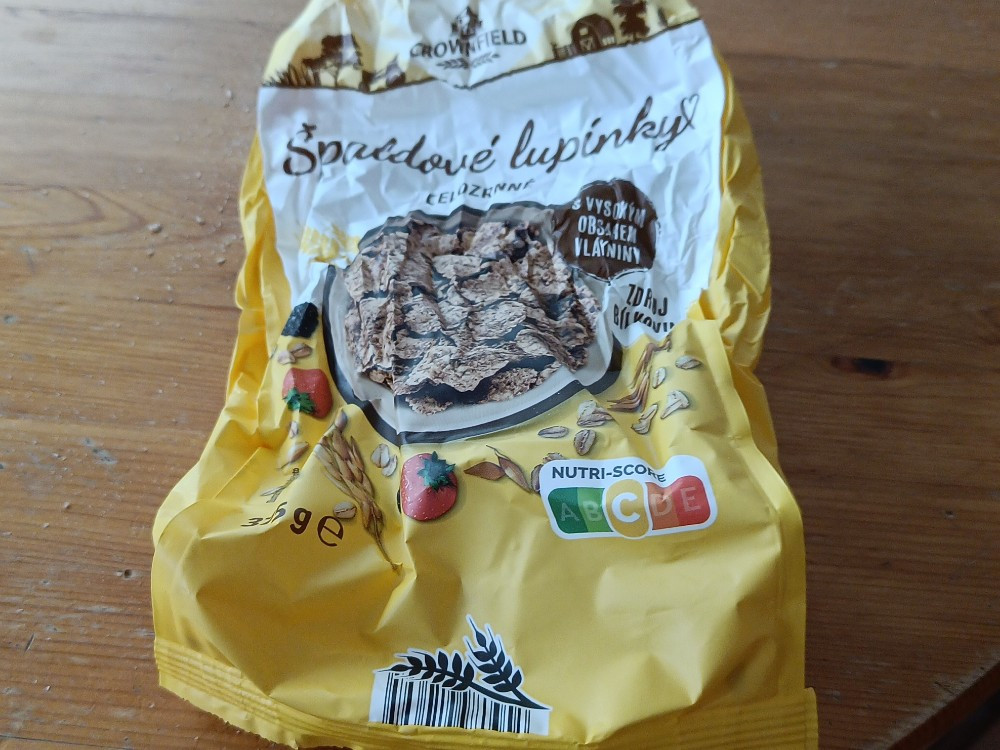 CROWNFIELD
Špaldové lupínky
CELOZRNNÉ
S VYSOKÝM
OBSAHEM
VLÁKNINY
ZDROJ
BÍLKOVIN
NUTRI-SCORE
A B C D E
g e